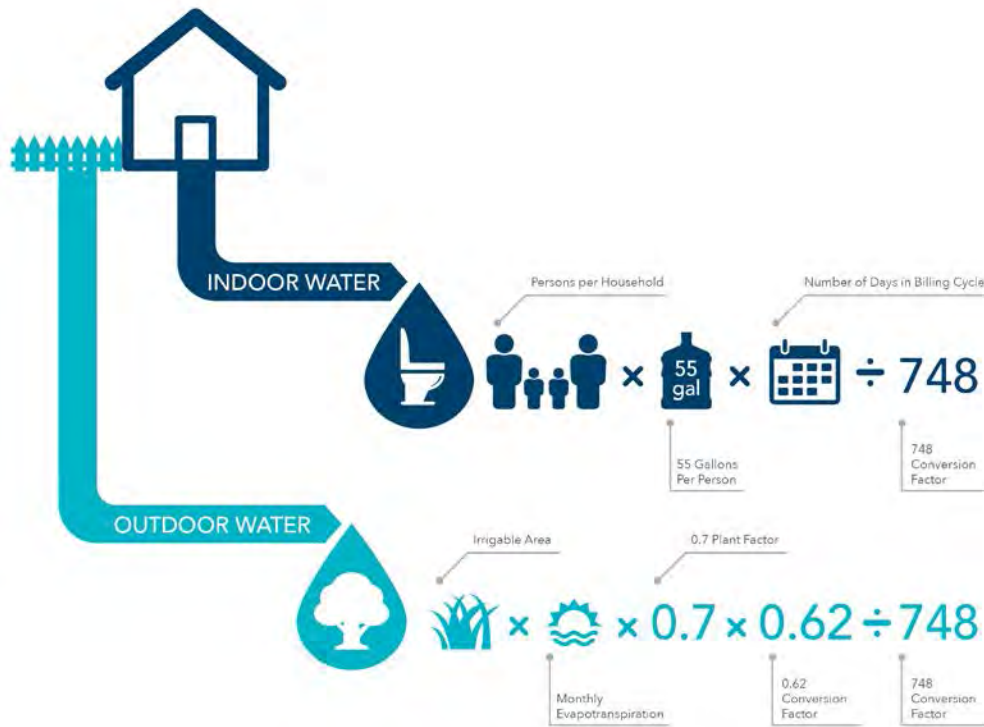 INDOOR WATER
Persons per Household
Number of Days in Billing Cycle
× 55 gal × ÷ 748
55 Gallons
Per Person
748
Conversion
Factor
OUTDOOR WATER
Irrigable Area
0.7 Plant Factor
× × 0.7 × 0.62 ÷ 748
Monthly
Evapotranspiration
0.62
Conversion
Factor
748
Conversion
Factor